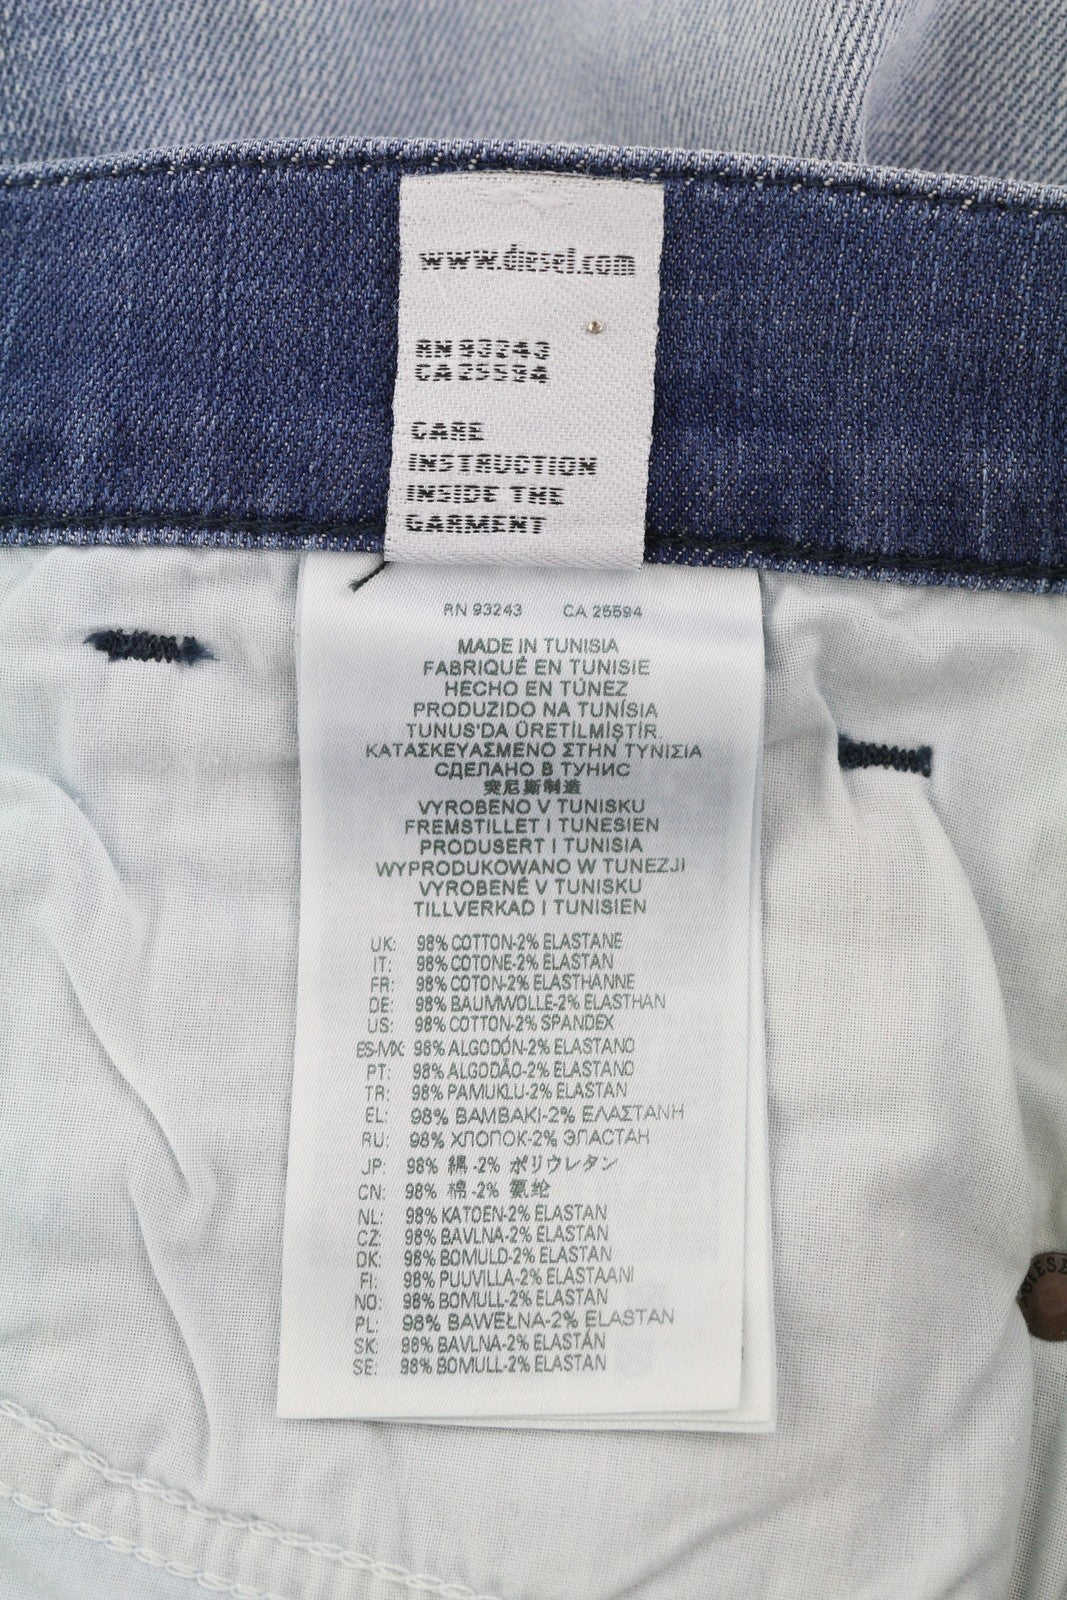 www.diesel.com
RN 93243
CA 25594
CARE
INSTRUCTION
INSIDE THE
GARMENT
RN 93243 CA 25594
MADE IN TUNISIA
FABRIQUÉ EN TUNISIE
HECHO EN TÚNEZ
PRODUZIDO NA TUNÍSIA
TUNUS'DA ÜRETİLMİŞTİR.
ΚΑΤΑΣΚΕΥΑΣΜΕΝΟ ΣΤΗΝ ΤΥΝΙΣΙΑ
СДЕЛАНО В ТУНИС
突尼斯制造
VYROBENO V TUNISKU
FREMSTILLET I TUNESIEN
PRODUSERT I TUNISIA
WYPRODUKOWANO W TUNEZJI
VYROBENÉ V TUNISKU
TILLVERKAD I TUNISIEN
UK: 98% COTTON-2% ELASTANE
IT: 98% COTONE-2% ELASTAN
FR: 98% COTON-2% ELASTHANNE
DE: 98% BAUMWOLLE-2% ELASTHAN
US: 98% COTTON-2% SPANDEX
ES-MX: 98% ALGODÓN-2% ELASTANO
PT: 98% ALGODÃO-2% ELASTANO
TR: 98% PAMUKLU-2% ELASTAN
EL: 98% ΒΑΜΒΑΚΙ-2% ΕΛΑΣΤΑΝΗ
RU: 98% ХЛОПОК-2% ЭЛАСТАН
JP: 98% 綿 -2% ポリウレタン
CN: 98% 棉 -2% 氨纶
NL: 98% KATOEN-2% ELASTAN
CZ: 98% BAVLNA-2% ELASTAN
DK: 98% BOMULD-2% ELASTAN
FI: 98% PUUVILLA-2% ELASTAANI
NO: 98% BOMULL-2% ELASTAN
PL: 98% BAWEŁNA-2% ELASTAN
SK: 98% BAVLNA-2% ELASTÁN
SE: 98% BOMULL-2% ELASTAN